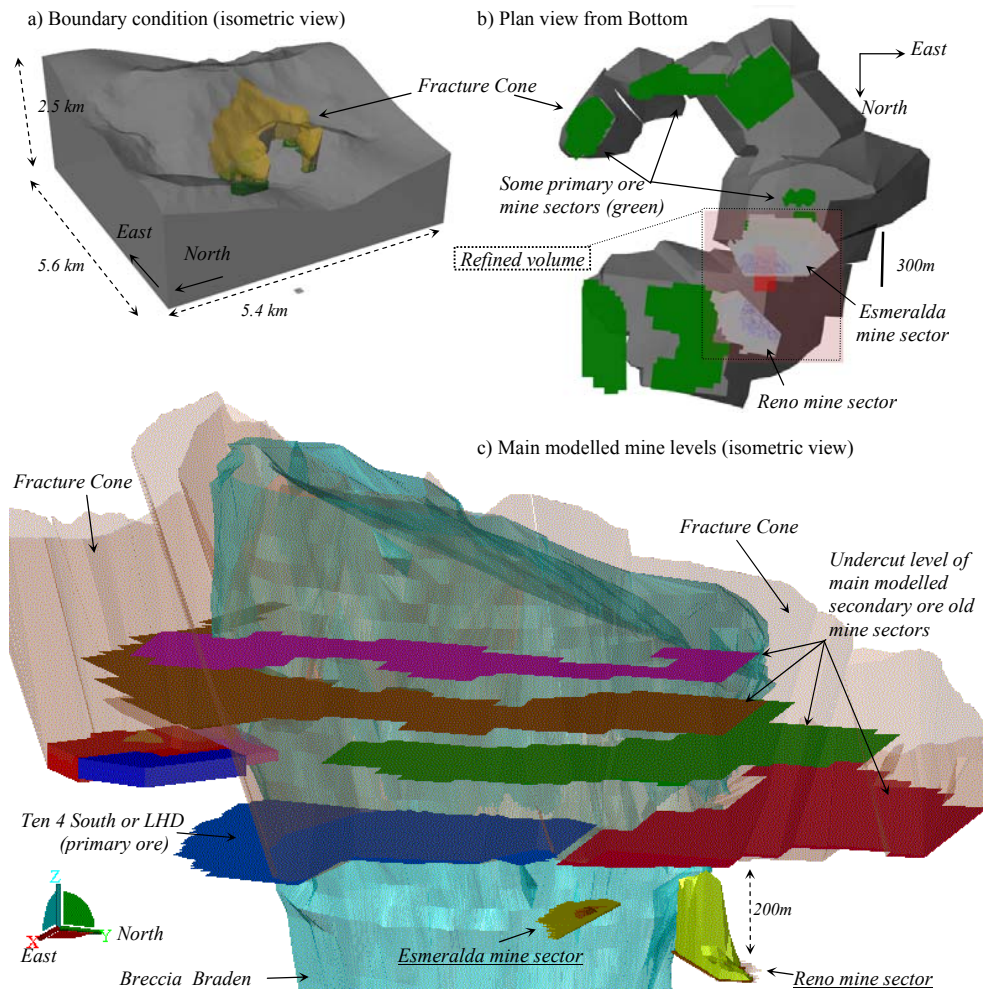 a) Boundary condition (isometric view)
2.5 km
Fracture Cone
East
North
5.6 km
5.4 km
b) Plan view from Bottom
East
North
Some primary ore
mine sectors (green)
Refined volume
300m
Esmeralda
mine sector
Reno mine sector
c) Main modelled mine levels (isometric view)
Fracture Cone
Fracture Cone
Undercut level of
main modelled
secondary ore old
mine sectors
Ten 4 South or LHD
(primary ore)
Z
X
Y
North
East
200m
Esmeralda mine sector
Breccia Braden
Reno mine sector